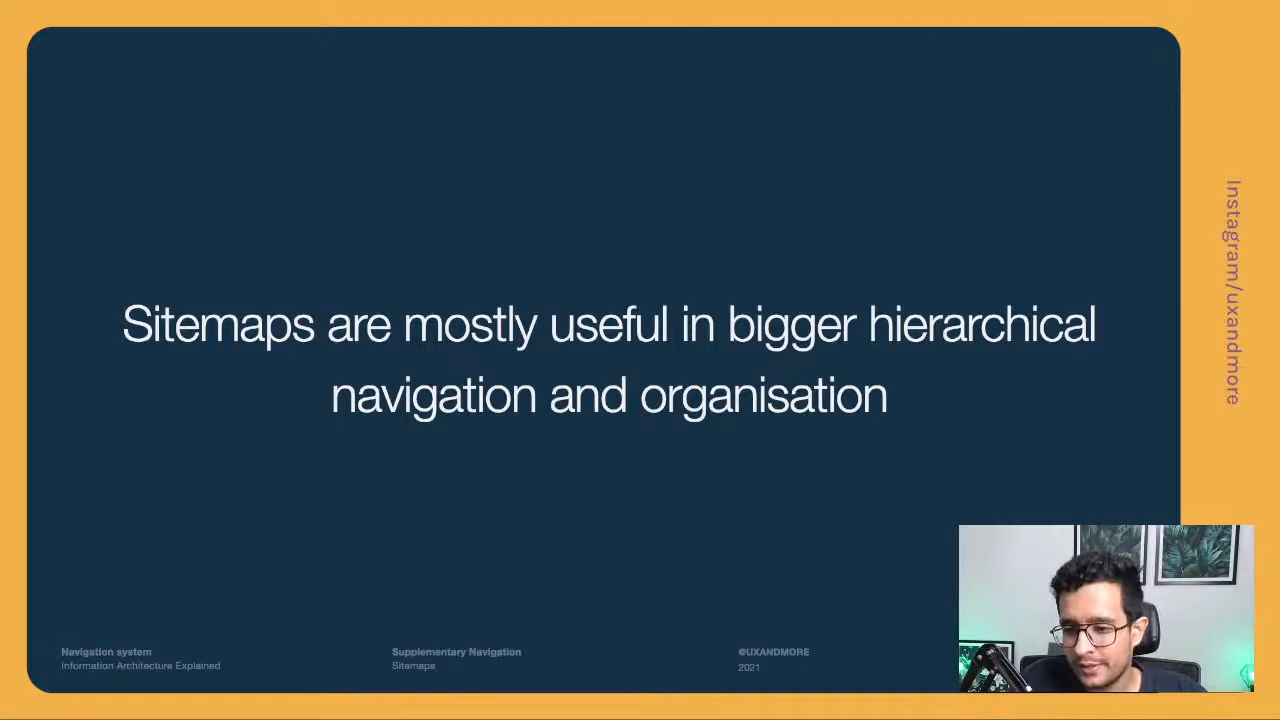 Sitemaps are mostly useful in bigger hierarchical
navigation and organisation
Instagram/uxandmore
Navigation system
Information Architecture Explained
Supplementary Navigation
Sitemaps
@UXANDMORE
2021